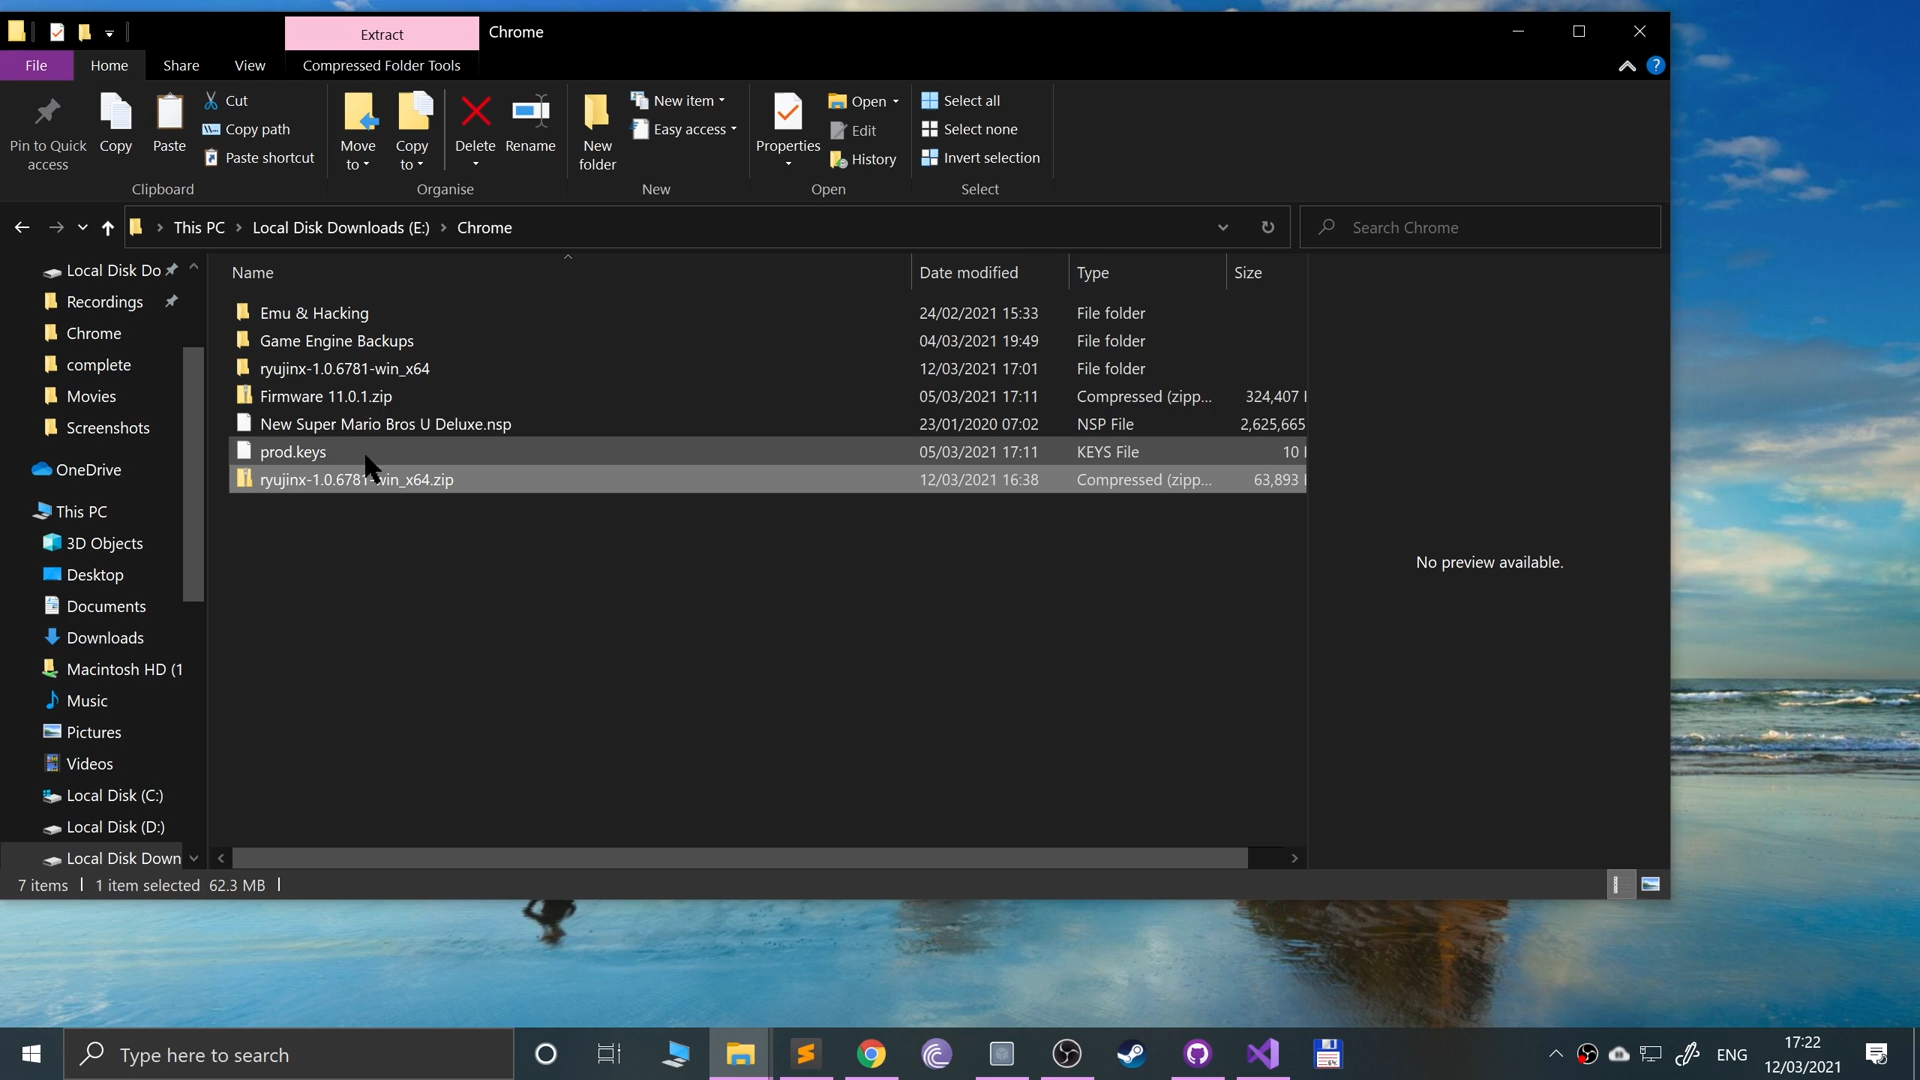 Extract
Chrome
File
Home
Share
View
Compressed Folder Tools
Pin to Quick access
Copy
Paste
Cut
Copy path
Paste shortcut
Clipboard
Move to
Copy to
Delete
Rename
Organise
New folder
New item
Easy access
New
Properties
Open
Edit
History
Open
Select all
Select none
Invert selection
Select
This PC > Local Disk Downloads (E:) > Chrome
Search Chrome
Local Disk Do
Recordings
Chrome
complete
Movies
Screenshots
OneDrive
This PC
3D Objects
Desktop
Documents
Downloads
Macintosh HD (1
Music
Pictures
Videos
Local Disk (C:)
Local Disk (D:)
Local Disk Down
Name Date modified Type Size
Emu & Hacking 24/02/2021 15:33 File folder
Game Engine Backups 04/03/2021 19:49 File folder
ryujinx-1.0.6781-win_x64 12/03/2021 17:01 File folder
Firmware 11.0.1.zip 05/03/2021 17:11 Compressed (zipp... 324,407
New Super Mario Bros U Deluxe.nsp 23/01/2020 07:02 NSP File 2,625,665
prod.keys 05/03/2021 17:11 KEYS File 10
ryujinx-1.0.6781-win_x64.zip 12/03/2021 16:38 Compressed (zipp... 63,893
No preview available.
7 items 1 item selected 62.3 MB
Type here to search
ENG
17:22
12/03/2021